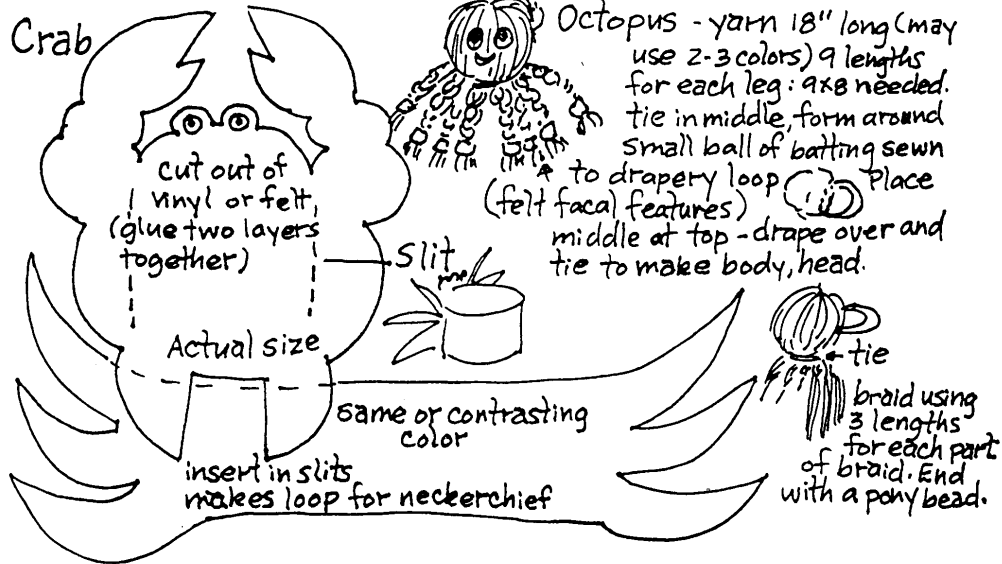 Crab
cut out of
vinyl or felt
(glue two layers
together)
Slit
Actual size
same or contrasting
color
insert in slits
makes loop for neckerchief
Octopus - yarn 18" long (may
use 2-3 colors) 9 lengths
for each leg: 9x8 needed.
tie in middle, form around
small ball of batting sewn
to drapery loop Place
(felt facal features)
middle at top - drape over and
tie to make body, head.
tie
braid using
3 lengths
for each part
of braid. End
with a pony bead.